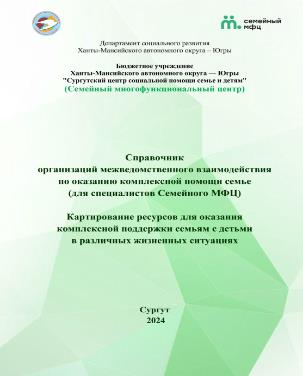 семейный
мфц
Департамент социального развития
Ханты-Мансийского автономного округа – Югры
Бюджетное учреждение
Ханты-Мансийского автономного округа — Югры
"Сургутский центр социальной помощи семье и детям"
(Семейный многофункциональный центр)
Справочник
организаций межведомственного взаимодействия
по оказанию комплексной помощи семье
(для специалистов Семейного МФЦ)
Картирование ресурсов для оказания
комплексной поддержки семьям с детьми
в различных жизненных ситуациях
Сургут
2024